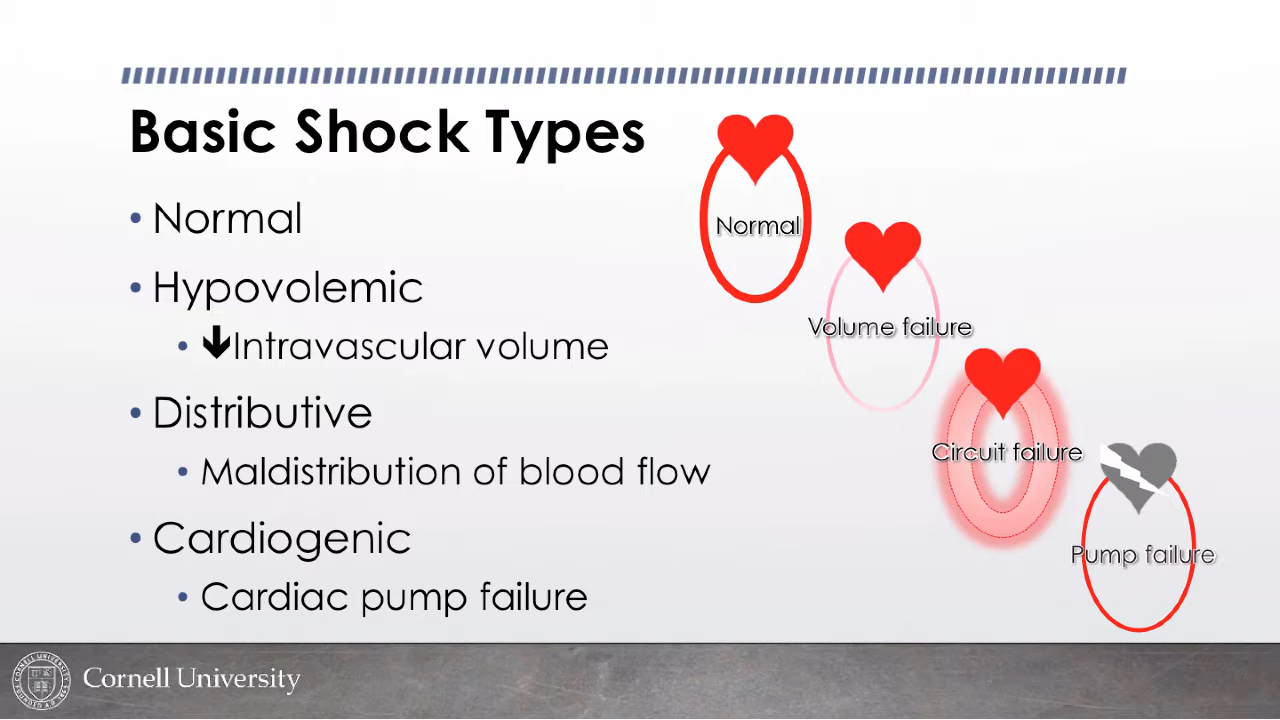 Basic Shock Types
• Normal
• Hypovolemic
• 🡇Intravascular volume
• Distributive
• Maldistribution of blood flow
• Cardiogenic
• Cardiac pump failure
Normal
Volume failure
Circuit failure
Pump failure
Cornell University